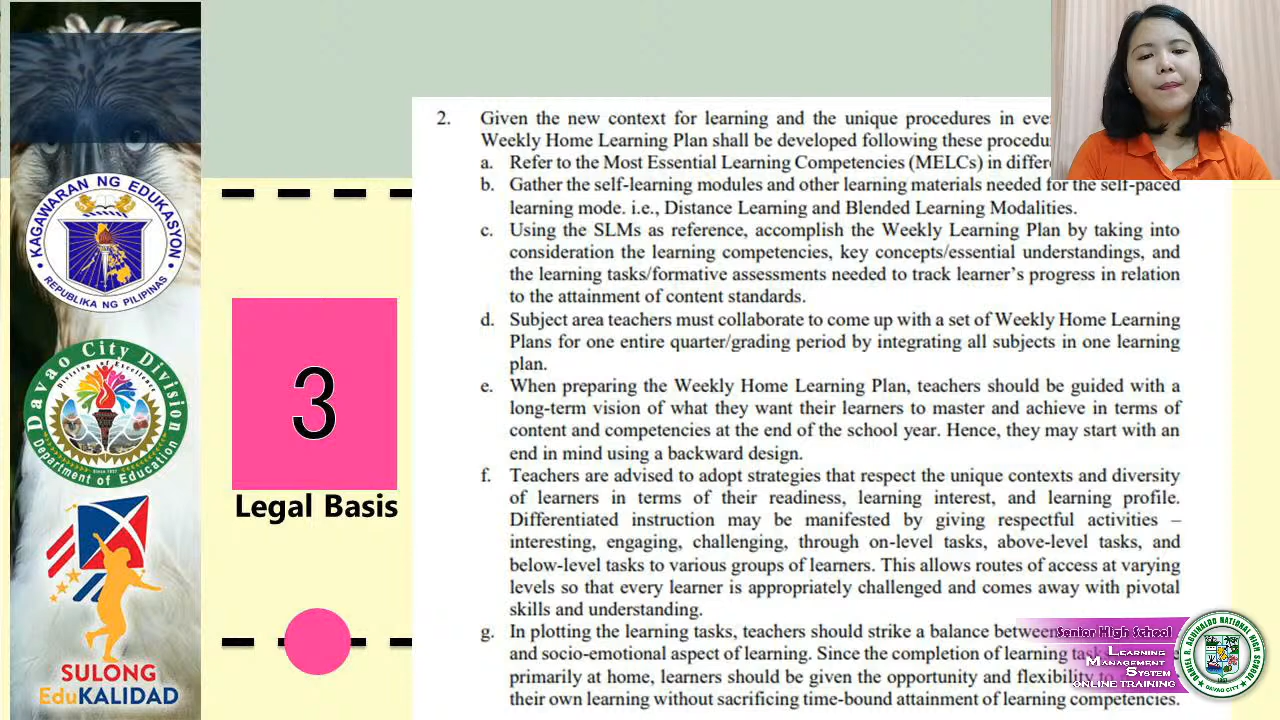 2. Given the new context for learning and the unique procedures in
Weekly Home Learning Plan shall be developed following these
a. Refer to the Most Essential Learning Competencies (MELCs) in
b. Gather the self-learning modules and other learning materials needed for the self-paced
learning mode. i.e., Distance Learning and Blended Learning Modalities.
c. Using the SLMs as reference, accomplish the Weekly Learning Plan by taking into
consideration the learning competencies, key concepts/essential understandings, and
the learning tasks/formative assessments needed to track learner's progress in relation
to the attainment of content standards.
d. Subject area teachers must collaborate to come up with a set of Weekly Home Learning
Plans for one entire quarter/grading period by integrating all subjects in one learning
plan.
e. When preparing the Weekly Home Learning Plan, teachers should be guided with a
long-term vision of what they want their learners to master and achieve in terms of
content and competencies at the end of the school year. Hence, they may start with an
end in mind using a backward design.
f. Teachers are advised to adopt strategies that respect the unique contexts and diversity
of learners in terms of their readiness, learning interest, and learning profile.
Differentiated instruction may be manifested by giving respectful activities –
interesting, engaging, challenging, through on-level tasks, above-level tasks, and
below-level tasks to various groups of learners. This allows routes of access at varying
levels so that every learner is appropriately challenged and comes away with pivotal
skills and understanding.
g. In plotting the learning tasks, teachers should strike a balance between
and socio-emotional aspect of learning. Since the completion of learning
primarily at home, learners should be given the opportunity and flexibility
their own learning without sacrificing time-bound attainment of learning competencies.
3
Legal Basis
KAGAWARAN NG EDUKASYON
REPUBLIKA NG PILIPINAS
Davao City Division
Division of Excellence
Department of Education
SULONG
EduKALIDAD
Senior High School
Learning
Management
System
ONLINE TRAINING
DANIEL R. AGUINALDO NATIONAL HIGH SCHOOL
DAVAO CITY